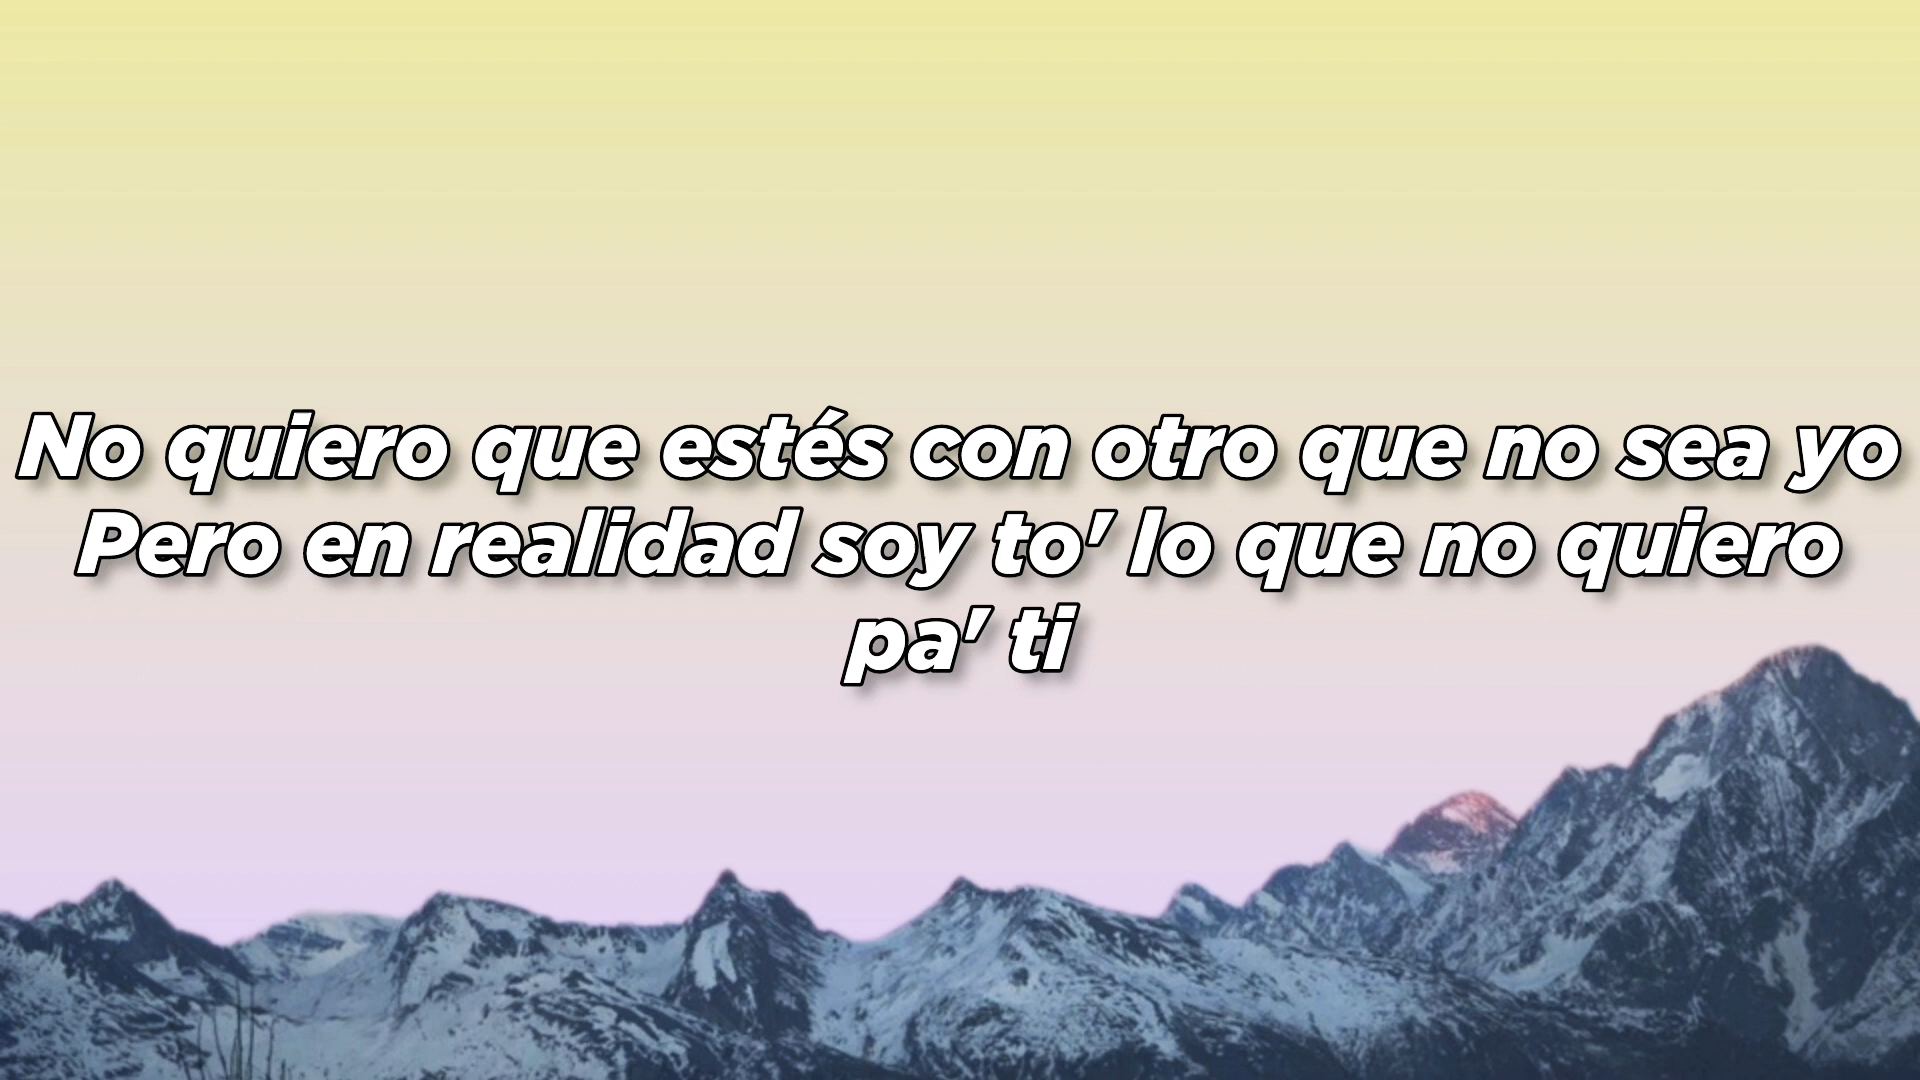 No quiero que estés con otro que no sea yo
Pero en realidad soy to' lo que no quiero
pa' ti